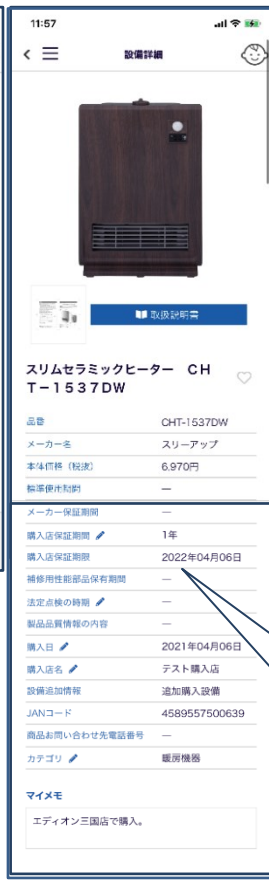 11:57
設備詳細
取扱説明書
スリムセラミックヒーター CH
T-1537DW
品番 CHT-1537DW
メーカー名 スリーアップ
本体価格（税抜） 6,970円
標準使用期間 ―
メーカー保証期間 ―
購入店保証期間 1年
購入店保証期限 2022年04月06日
補修用性能部品保有期間 ―
法定点検の時期 ―
製品品質情報の内容 ―
購入日 2021年04月06日
購入店名 テスト購入店
設備追加情報 追加購入設備
JANコード 4589557500639
商品お問い合わせ先電話番号 ―
カテゴリ 暖房機器
マイメモ
エディオン三国店で購入。